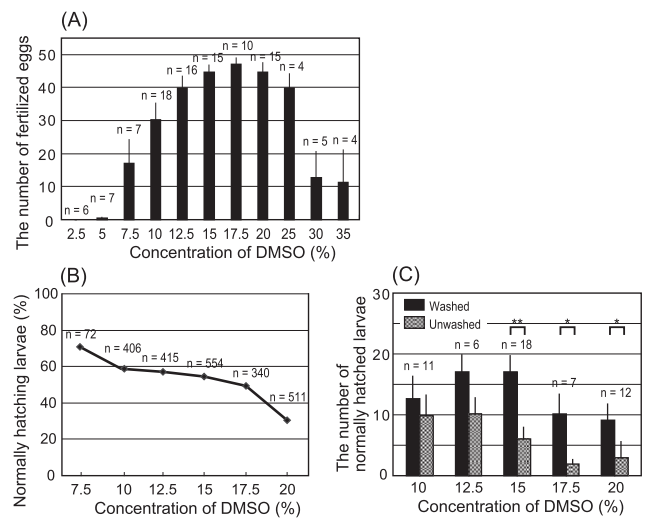 (A)
The number of fertilized eggs
50
40
30
20
10
0
n = 6
n = 7
n = 7
n = 18
n = 16
n = 15
n = 10
n = 15
n = 4
n = 5
n = 4
2.5 5 7.5 10 12.5 15 17.5 20 25 30 35
Concentration of DMSO (%)
(B)
Normally hatching larvae (%)
100
80
60
40
20
0
n = 72
n = 406
n = 415
n = 554
n = 340
n =511
7.5 10 12.5 15 17.5 20
Concentration of DMSO (%)
(C)
The number of
normally hatched larvae
30
20
10
0
Washed
Unwashed
** * *
n = 11
n = 6
n = 18
n = 7
n = 12
10 12.5 15 17.5 20
Concentration of DMSO (%)